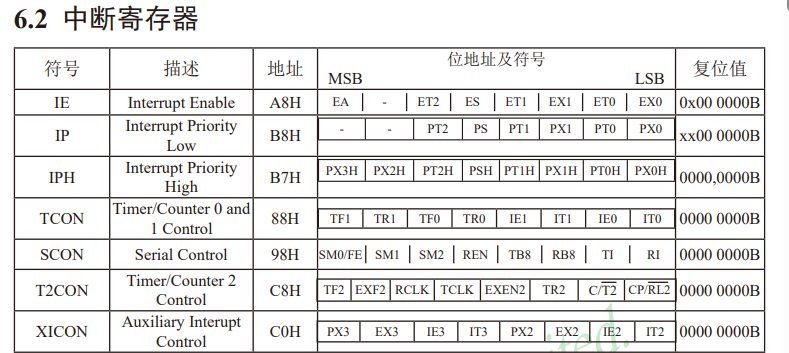 6.2 中断寄存器
符号 描述 地址 位地址及符号 MSB LSB 复位值
IE Interrupt Enable A8H EA - ET2 ES ET1 EX1 ET0 EX0 0x00 0000B
IP Interrupt Priority Low B8H - - PT2 PS PT1 PX1 PT0 PX0 xx00 0000B
IPH Interrupt Priority High B7H PX3H PX2H PT2H PSH PT1H PX1H PT0H PX0H 0000,0000B
TCON Timer/Counter 0 and 1 Control 88H TF1 TR1 TF0 TR0 IE1 IT1 IE0 IT0 0000 0000B
SCON Serial Control 98H SM0/FE SM1 SM2 REN TB8 RB8 TI RI 0000 0000B
T2CON Timer/Counter 2 Control C8H TF2 EXF2 RCLK TCLK EXEN2 TR2 C/T2 CP/RL2 0000 0000B
XICON Auxiliary Interupt Control C0H PX3 EX3 IE3 IT3 PX2 EX2 IE2 IT2 0000 0000B